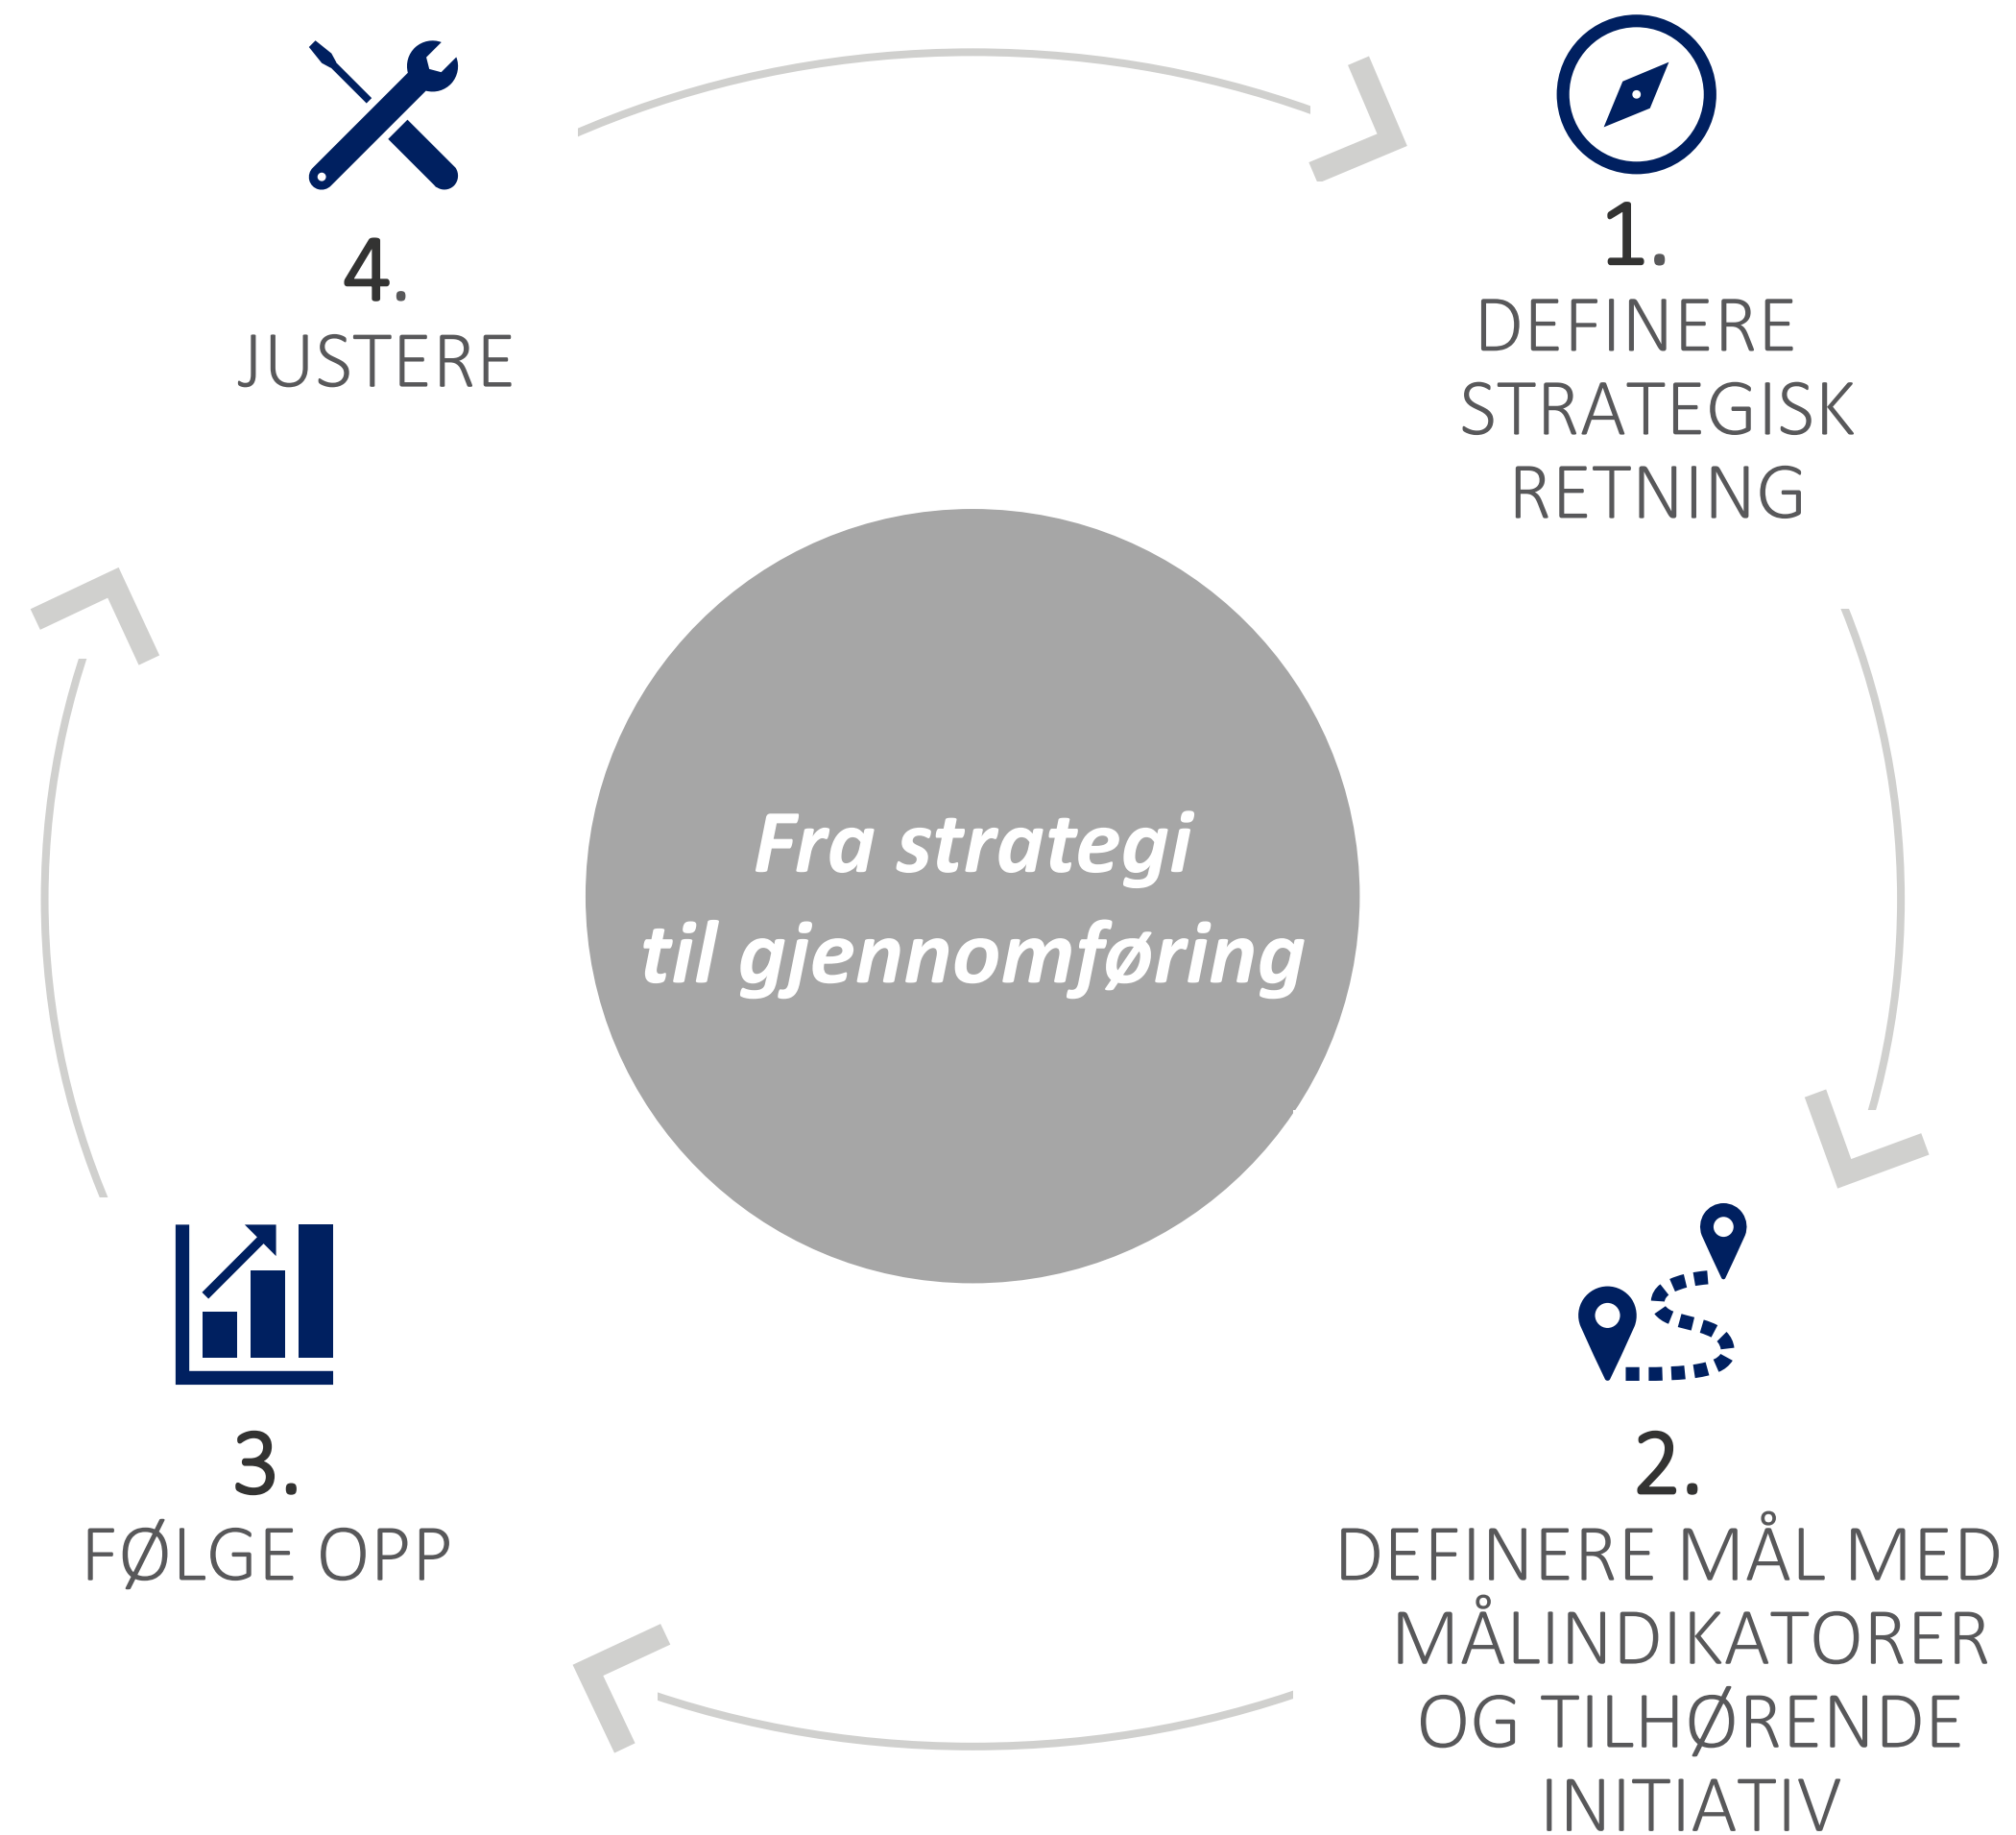 1.
DEFINERE
STRATEGISK
RETNING
2.
DEFINERE MÅL MED
MÅLINDIKATORER
OG TILHØRENDE
INITIATIV
3.
FØLGE OPP
4.
JUSTERE
Fra strategi
til gjennomføring